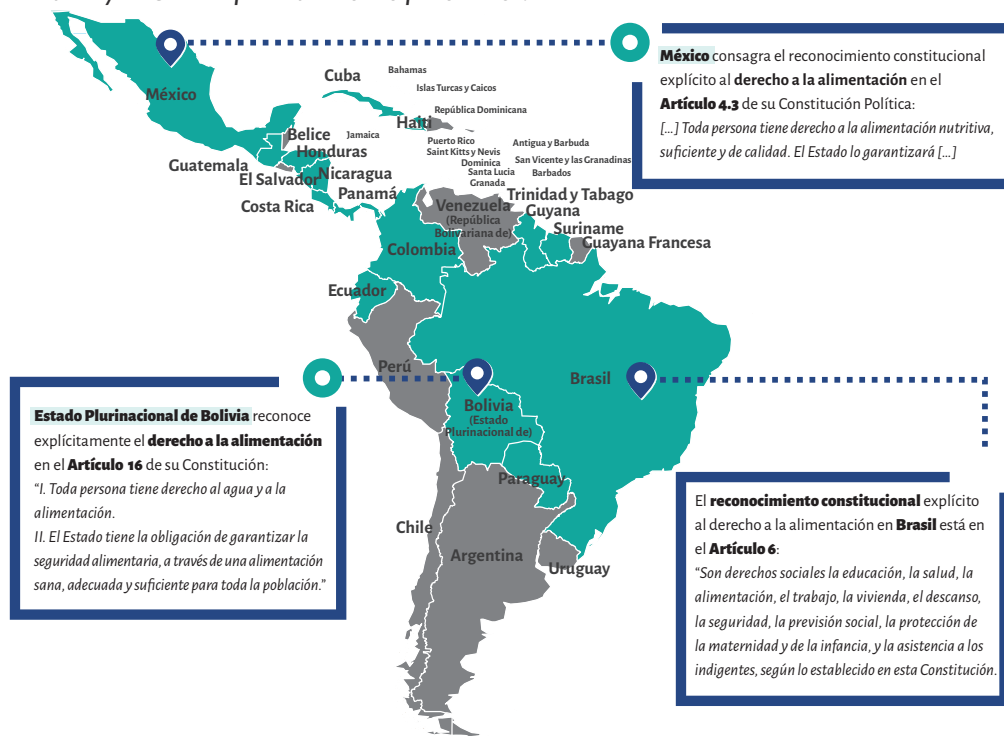 México consagra el reconocimiento constitucional
explícito al derecho a la alimentación en el
Artículo 4.3 de su Constitución Política:
[...] Toda persona tiene derecho a la alimentación nutritiva,
suficiente y de calidad. El Estado lo garantizará [...]
México
Cuba
Bahamas
Islas Turcas y Caicos
República Dominicana
Haití
Belice
Jamaica
Honduras
Puerto Rico
Saint Kitts y Nevis
Antigua y Barbuda
Dominica
San Vicente y las Granadinas
Santa Lucia
Barbados
Granada
Guatemala
El Salvador
Nicaragua
Costa Rica
Panamá
Trinidad y Tabago
Venezuela
(República
Bolivariana de)
Guyana
Suriname
Guayana Francesa
Colombia
Ecuador
Perú
Brasil
Bolivia
(Estado
Plurinacional de)
Paraguay
Chile
Argentina
Uruguay
Estado Plurinacional de Bolivia reconoce
explícitamente el derecho a la alimentación
en el Artículo 16 de su Constitución:
“I. Toda persona tiene derecho al agua y a la
alimentación.
II. El Estado tiene la obligación de garantizar la
seguridad alimentaria, a través de una alimentación
sana, adecuada y suficiente para toda la población.”
El reconocimiento constitucional explícito
al derecho a la alimentación en Brasil está en
el Artículo 6:
“Son derechos sociales la educación, la salud, la
alimentación, el trabajo, la vivienda, el descanso,
la seguridad, la previsión social, la protección de
la maternidad y de la infancia, y la asistencia a los
indigentes, según lo establecido en esta Constitución.